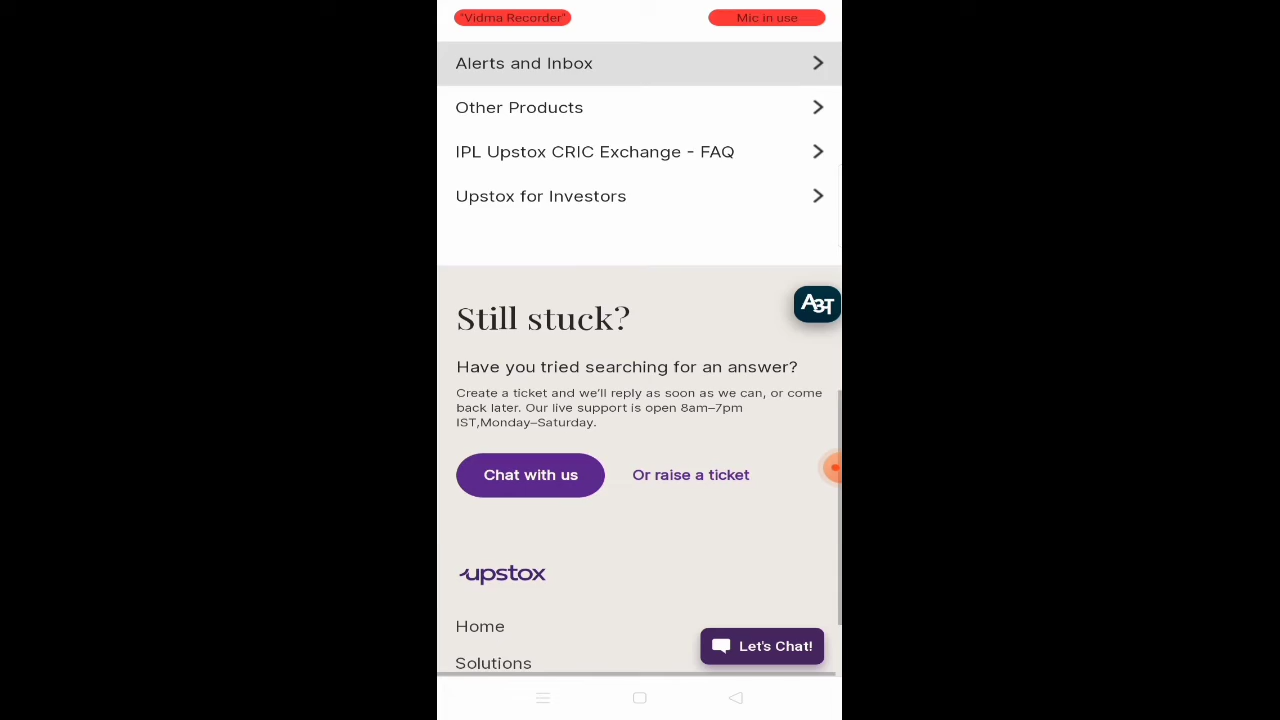 "Vidma Recorder"
Mic in use
Alerts and Inbox
Other Products
IPL Upstox CRIC Exchange - FAQ
Upstox for Investors
A3T
Still stuck?
Have you tried searching for an answer?
Create a ticket and we'll reply as soon as we can, or come
back later. Our live support is open 8am–7pm
IST,Monday–Saturday.
Chat with us
Or raise a ticket
upstox
Home
Let's Chat!
Solutions